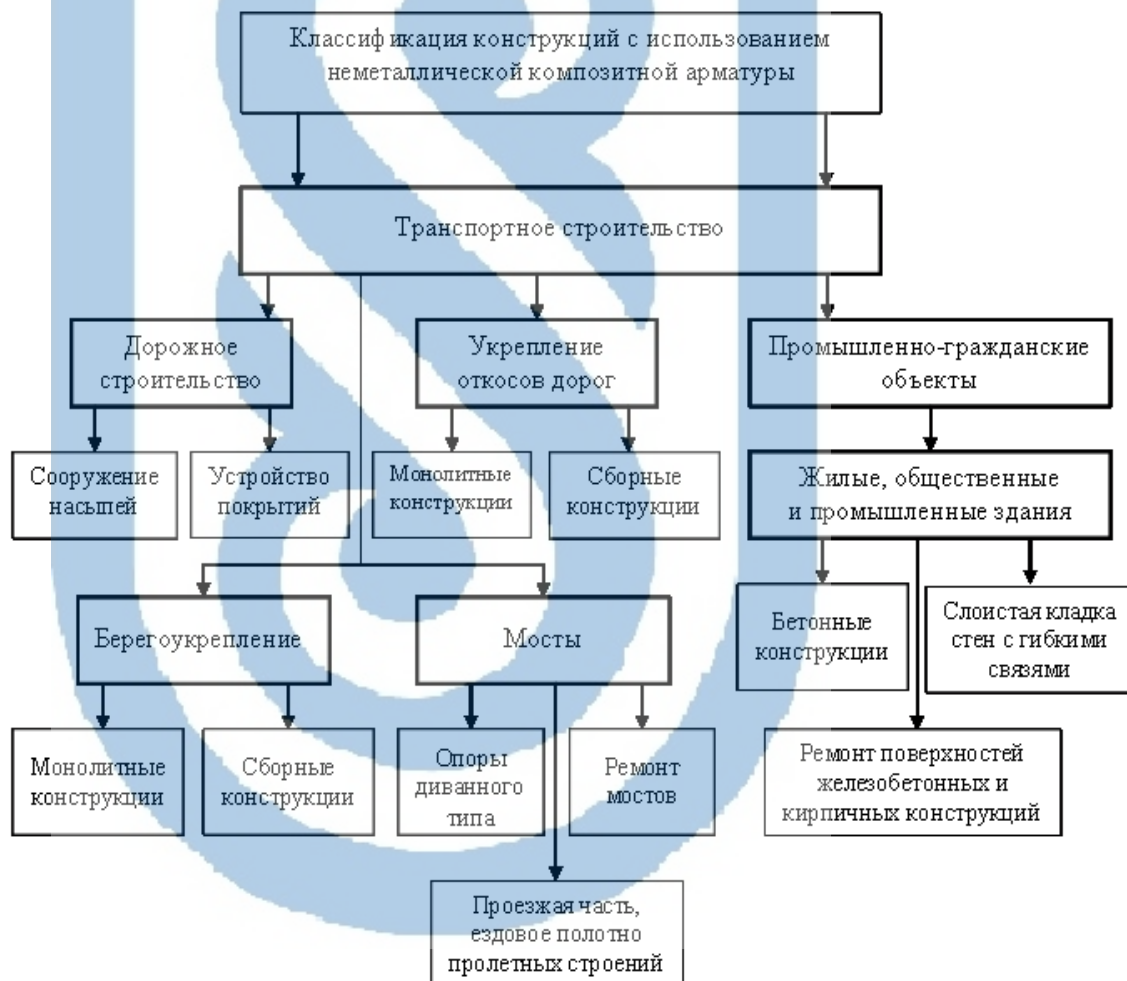 Классификация конструкций с использованием
неметаллической композитной арматуры
Транспортное строительство
Дорожное
строительство
Укрепление
откосов дорог
Промышленно-гражданские
объекты
Сооружение
насыпей
Устройство
покрытий
Монолитные
конструкции
Сборные
конструкции
Жилые, общественные
и промышленные здания
Берегоукрепление
Мосты
Бетонные
конструкции
Слоистая кладка
стен с гибкими
связями
Монолитные
конструкции
Сборные
конструкции
Опоры
диванного
типа
Ремонт
мостов
Ремонт поверхностей
железобетонных и
кирпичных конструкций
Проезжая часть,
ездовое полотно
пролетных строений